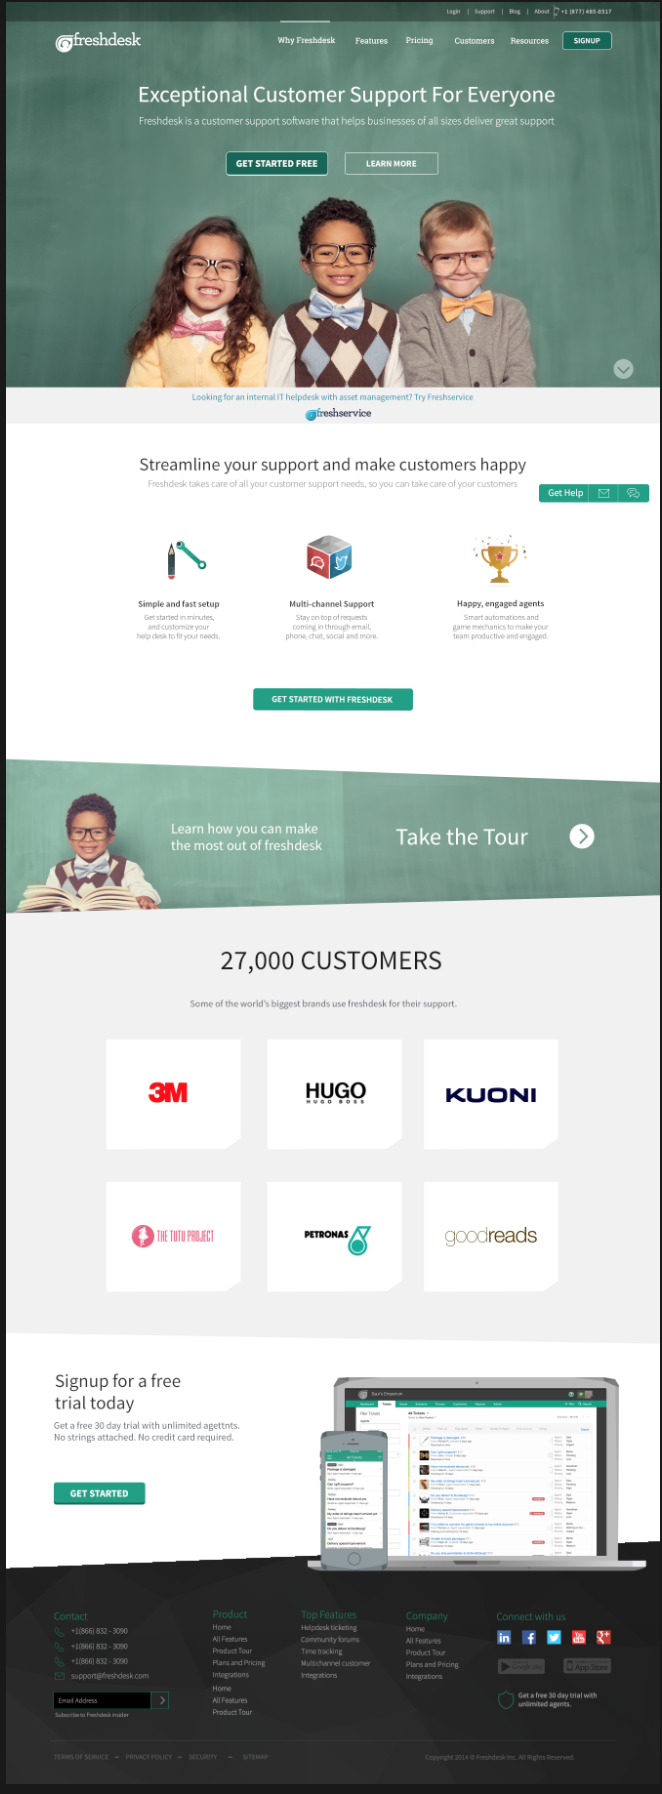 Login | Support | Blog | About +1 (877) 485-0317
freshdesk
Why Freshdesk Features Pricing Customers Resources SIGNUP
Exceptional Customer Support For Everyone
Freshdesk is a customer support software that helps businesses of all sizes deliver great support
GET STARTED FREE LEARN MORE
Looking for an internal IT helpdesk with asset management? Try Freshservice
freshservice
Streamline your support and make customers happy
Freshdesk takes care of all your customer support needs, so you can take care of your customers
Get Help
Simple and fast setup
Get started in minutes,
and customize your
help desk to fit your needs.
Multi-channel Support
Stay on top of requests
coming in through email,
phone, chat, social and more.
Happy, engaged agents
Smart automations and
game mechanics to make your
team productive and engaged.
GET STARTED WITH FRESHDESK
Learn how you can make
the most out of freshdesk
Take the Tour
27,000 CUSTOMERS
Some of the world's biggest brands use freshdesk for their support.
3M
HUGO
HUGO BOSS
KUONI
THE TUTU PROJECT
PETRONAS
goodreads
Signup for a free
trial today
Get a free 30 day trial with unlimited agettnts.
No strings attached. No credit card required.
GET STARTED
All Tickets
Contact
+1(866) 832 - 3090
+1(866) 832 - 3090
+1(866) 832 - 3090
support@freshdesk.com
Email Address
Subscribe to Freshdesk insider
Product
Home
All Features
Product Tour
Plans and Pricing
Integrations
Home
All Features
Product Tour
Top Features
Helpdesk ticketing
Community forums
Time tracking
Multichannel customer
Integrations
Company
Home
All Features
Product Tour
Plans and Pricing
Integrations
Connect with us
Google play App Store
Get a free 30 day trial with
unlimited agents.
TERMS OF SERVICE – PRIVACY POLICY – SECURITY – SITEMAP
Copyright 2014 © Freshdesk Inc. All Rights Reserved.